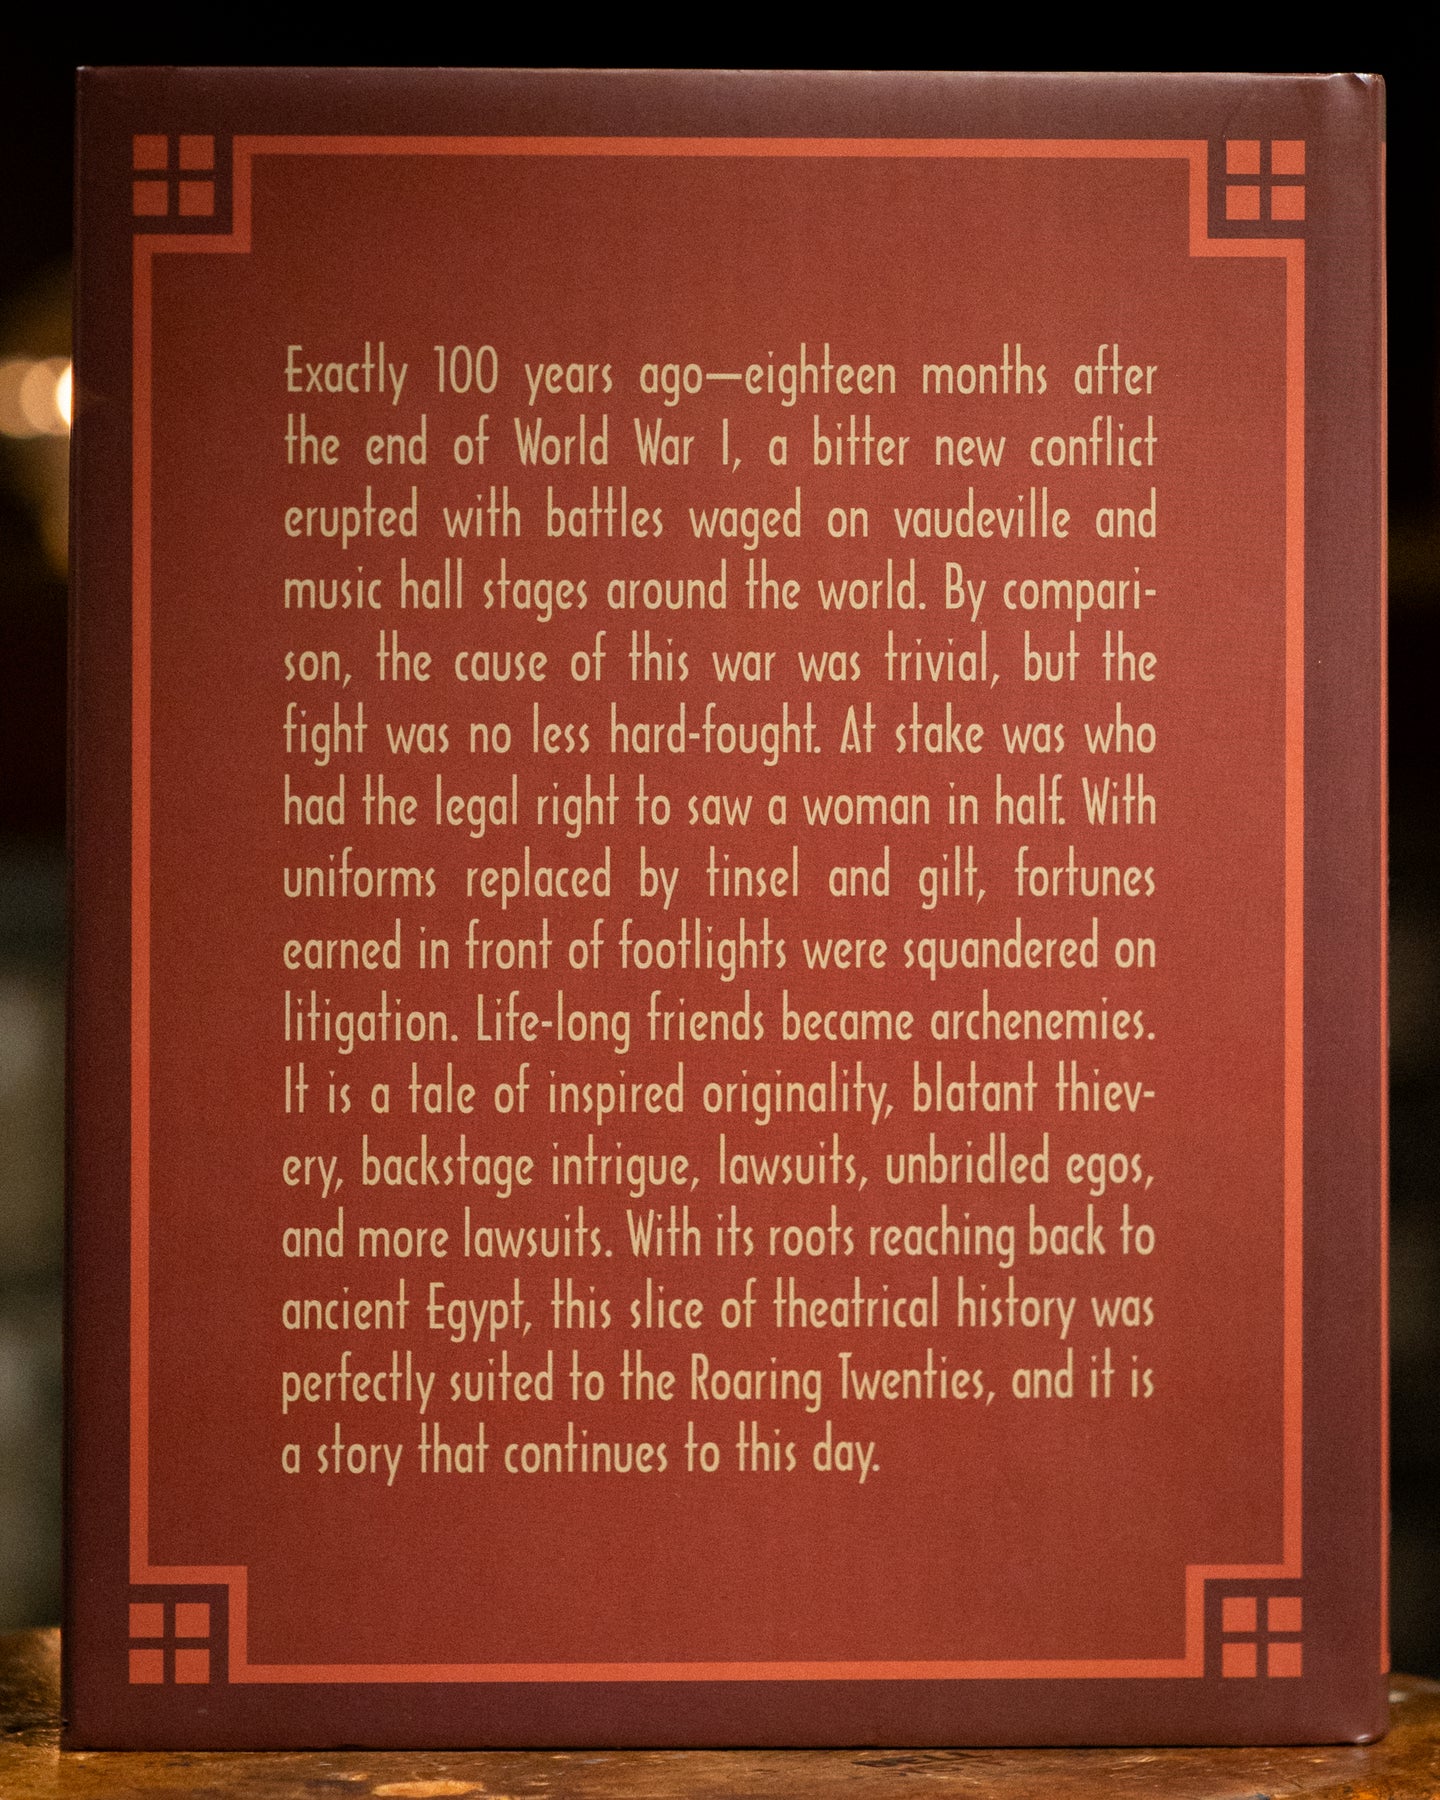 Exactly 100 years ago—eighteen months after
the end of World War I, a bitter new conflict
erupted with battles waged on vaudeville and
music hall stages around the world. By compari-
son, the cause of this war was trivial, but the
fight was no less hard-fought. At stake was who
had the legal right to saw a woman in half. With
uniforms replaced by tinsel and gilt, fortunes
earned in front of footlights were squandered on
litigation. Life-long friends became archenemies.
It is a tale of inspired originality, blatant thiev-
ery, backstage intrigue, lawsuits, unbridled egos,
and more lawsuits. With its roots reaching back to
ancient Egypt, this slice of theatrical history was
perfectly suited to the Roaring Twenties, and it is
a story that continues to this day.